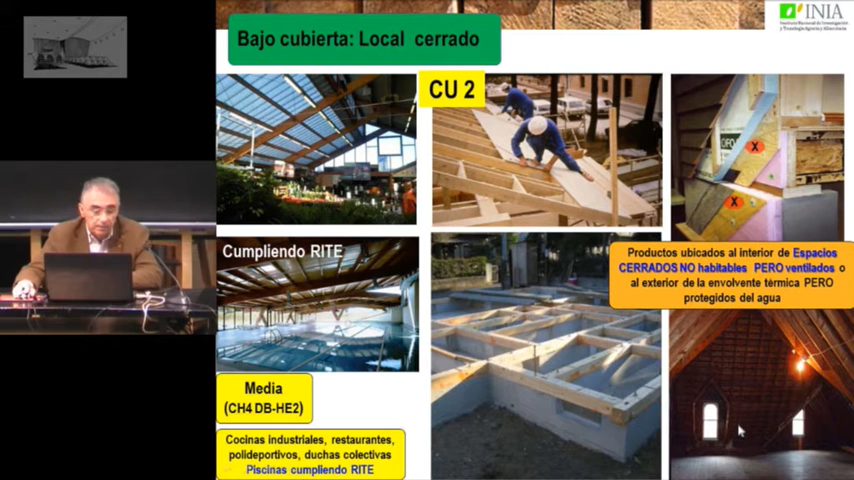 Bajo cubierta: Local cerrado
INIA
Instituto Nacional de Investigación
y Tecnología Agraria y Alimentaria
CU 2
X
X
Cumpliendo RITE
Productos ubicados al interior de Espacios
CERRADOS NO habitables PERO ventilados o
al exterior de la envolvente térmica PERO
protegidos del agua
Media
(CH4 DB-HE2)
Cocinas industriales, restaurantes,
polideportivos, duchas colectivas
Piscinas cumpliendo RITE